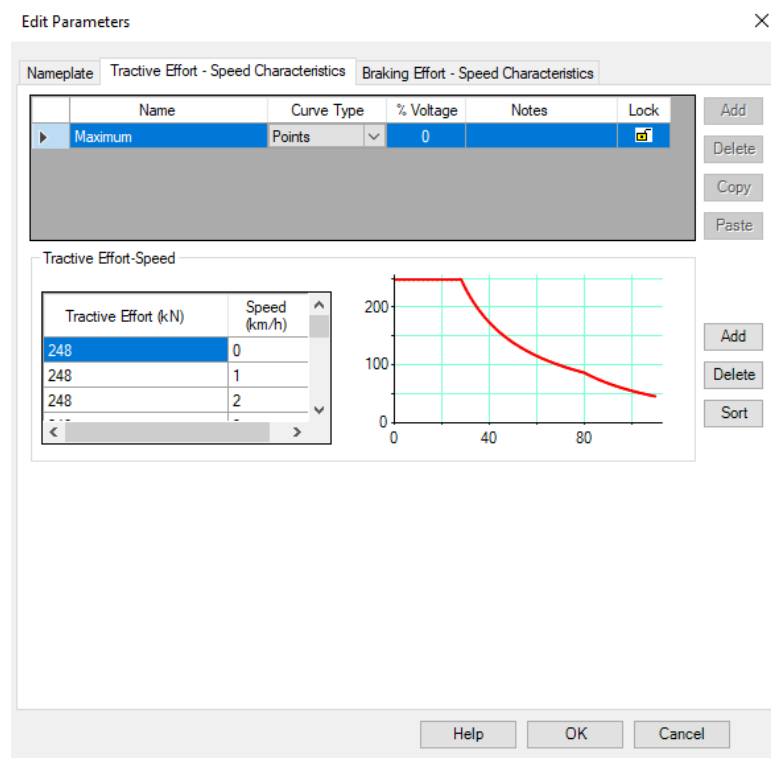 Edit Parameters
Nameplate Tractive Effort - Speed Characteristics Braking Effort - Speed Characteristics
Name Curve Type % Voltage Notes Lock
Maximum Points 0
Add
Delete
Copy
Paste
Tractive Effort-Speed
Tractive Effort (kN) Speed (km/h)
248 0
248 1
248 2
200
100
0
0 40 80
Add
Delete
Sort
Help OK Cancel